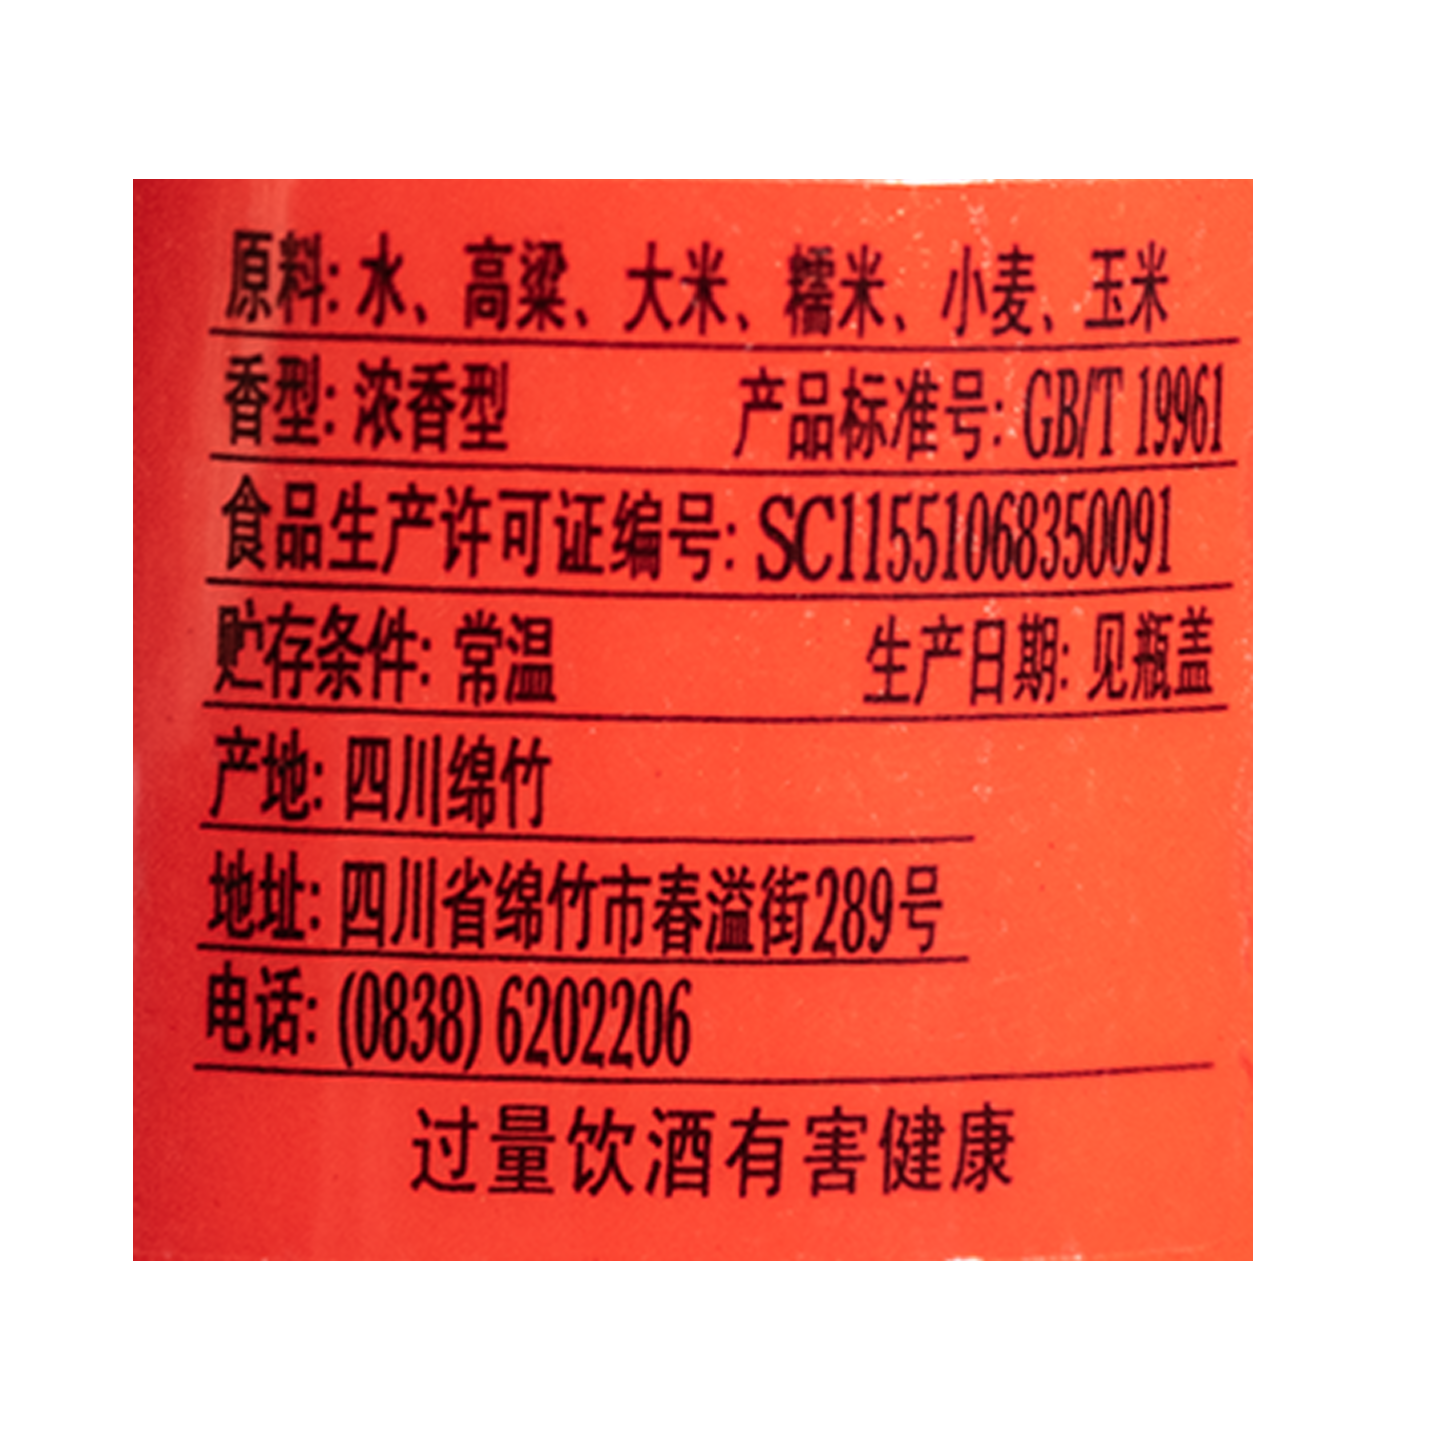 原料: 水、高粱、大米、糯米、小麦、玉米
香型: 浓香型 产品标准号: GB/T 19961
食品生产许可证编号: SC11551068350091
贮存条件: 常温 生产日期: 见瓶盖
产地: 四川绵竹
地址: 四川省绵竹市春溢街289号
电话: (0838) 6202206
过量饮酒有害健康